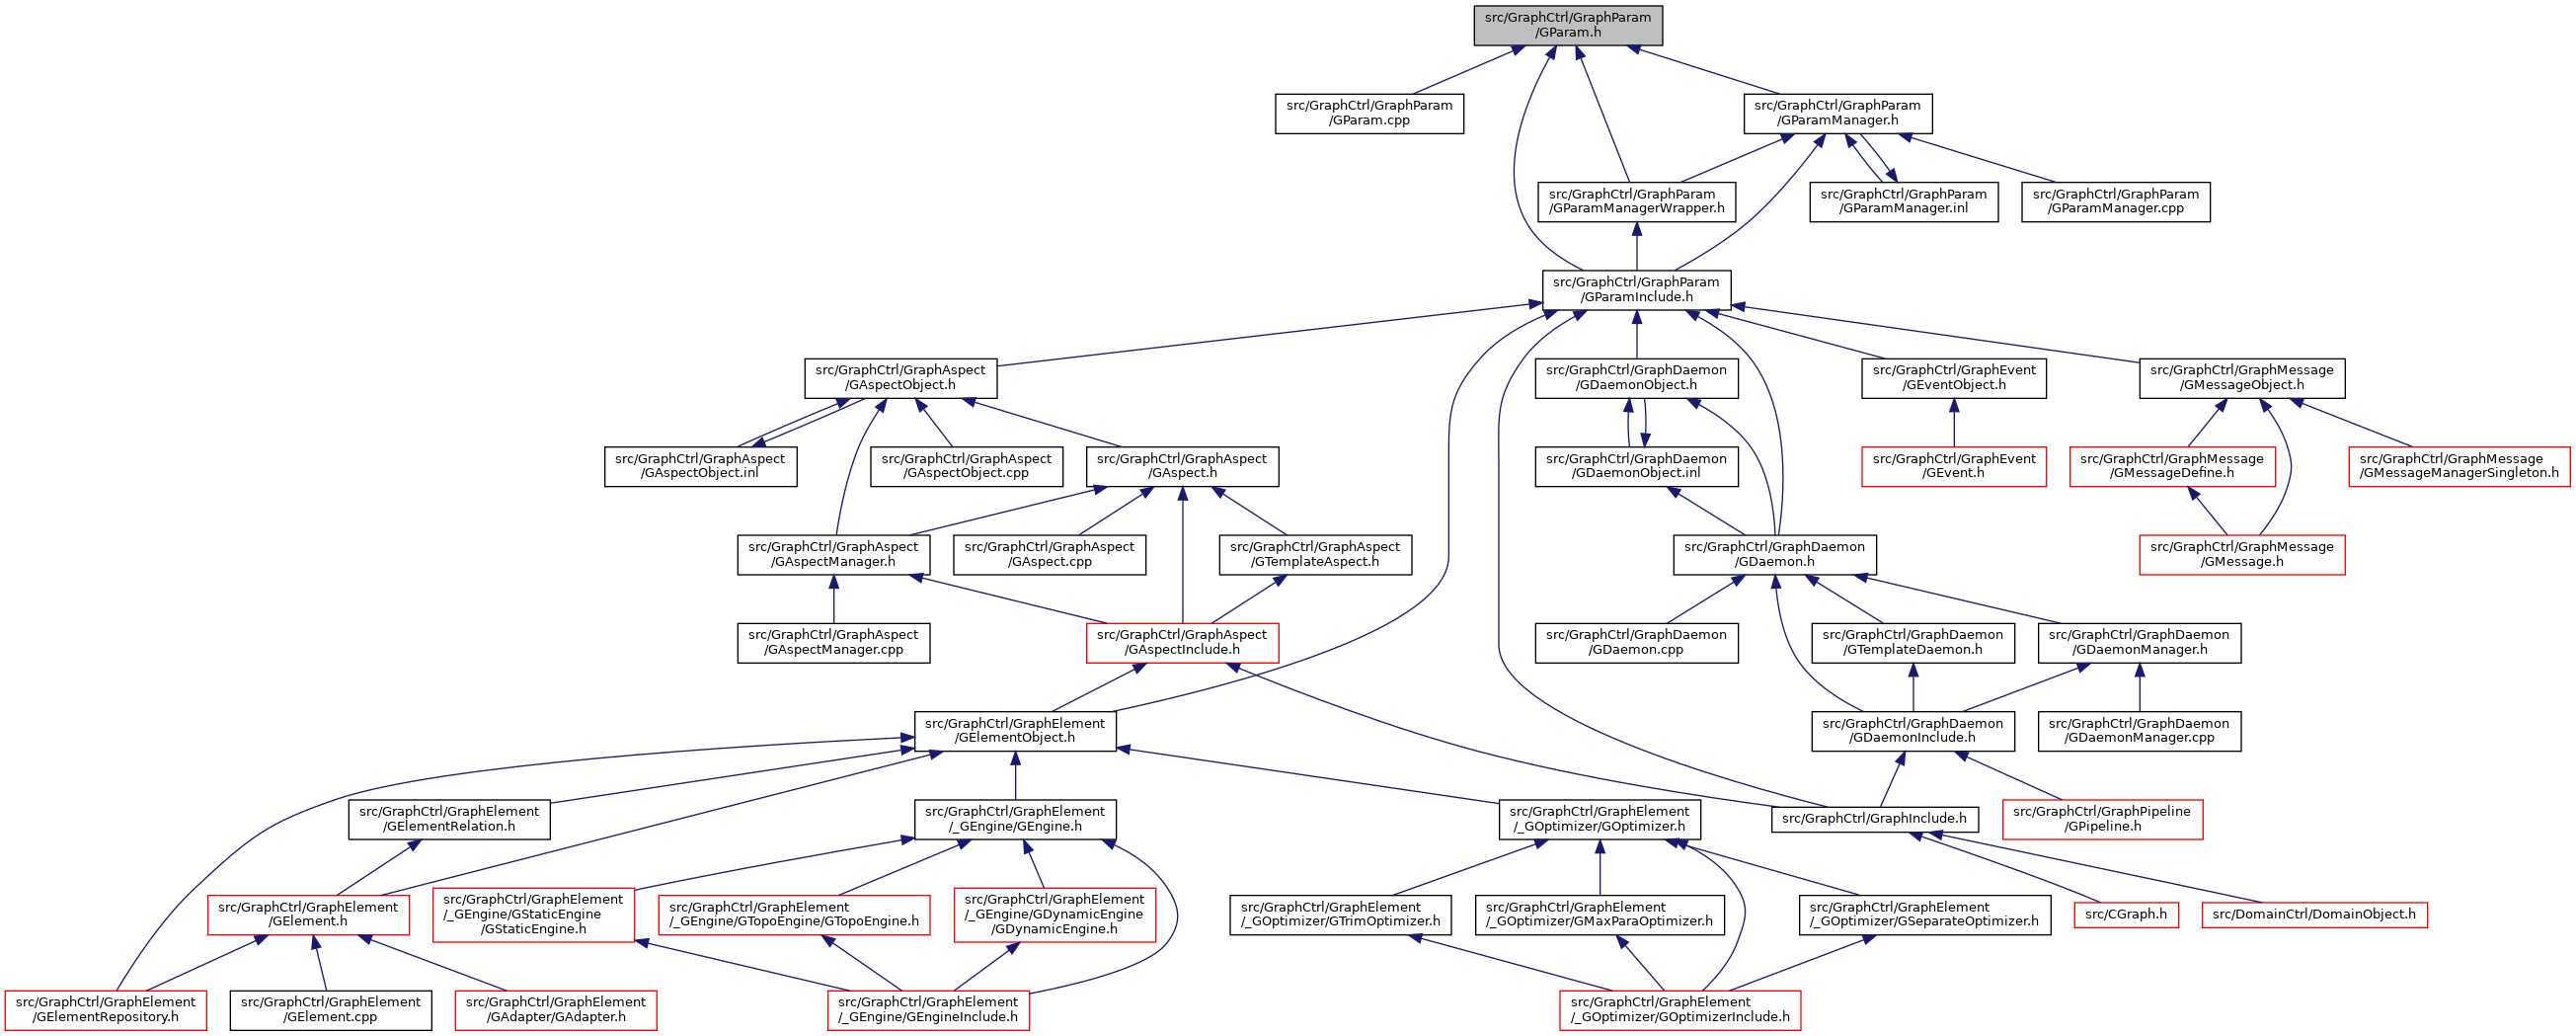 src/GraphCtrl/GraphParam
/GParam.h
src/GraphCtrl/GraphParam
/GParam.cpp
src/GraphCtrl/GraphParam
/GParamManager.h
src/GraphCtrl/GraphParam
/GParamManagerWrapper.h
src/GraphCtrl/GraphParam
/GParamManager.inl
src/GraphCtrl/GraphParam
/GParamManager.cpp
src/GraphCtrl/GraphParam
/GParamInclude.h
src/GraphCtrl/GraphAspect
/GAspectObject.h
src/GraphCtrl/GraphDaemon
/GDaemonObject.h
src/GraphCtrl/GraphEvent
/GEventObject.h
src/GraphCtrl/GraphMessage
/GMessageObject.h
src/GraphCtrl/GraphAspect
/GAspectObject.inl
src/GraphCtrl/GraphAspect
/GAspectObject.cpp
src/GraphCtrl/GraphAspect
/GAspect.h
src/GraphCtrl/GraphDaemon
/GDaemonObject.inl
src/GraphCtrl/GraphEvent
/GEvent.h
src/GraphCtrl/GraphMessage
/GMessageDefine.h
src/GraphCtrl/GraphMessage
/GMessageManagerSingleton.h
src/GraphCtrl/GraphAspect
/GAspectManager.h
src/GraphCtrl/GraphAspect
/GAspect.cpp
src/GraphCtrl/GraphAspect
/GTemplateAspect.h
src/GraphCtrl/GraphDaemon
/GDaemon.h
src/GraphCtrl/GraphMessage
/GMessage.h
src/GraphCtrl/GraphAspect
/GAspectManager.cpp
src/GraphCtrl/GraphAspect
/GAspectInclude.h
src/GraphCtrl/GraphDaemon
/GDaemon.cpp
src/GraphCtrl/GraphDaemon
/GTemplateDaemon.h
src/GraphCtrl/GraphDaemon
/GDaemonManager.h
src/GraphCtrl/GraphElement
/GElementObject.h
src/GraphCtrl/GraphDaemon
/GDaemonInclude.h
src/GraphCtrl/GraphDaemon
/GDaemonManager.cpp
src/GraphCtrl/GraphElement
/GElementRelation.h
src/GraphCtrl/GraphElement
/_GEngine/GEngine.h
src/GraphCtrl/GraphElement
/_GOptimizer/GOptimizer.h
src/GraphCtrl/GraphInclude.h
src/GraphCtrl/GraphPipeline
/GPipeline.h
src/GraphCtrl/GraphElement
/GElement.h
src/GraphCtrl/GraphElement
/_GEngine/GStaticEngine
/GStaticEngine.h
src/GraphCtrl/GraphElement
/_GEngine/GTopoEngine/GTopoEngine.h
src/GraphCtrl/GraphElement
/_GEngine/GDynamicEngine
/GDynamicEngine.h
src/GraphCtrl/GraphElement
/_GOptimizer/GTrimOptimizer.h
src/GraphCtrl/GraphElement
/_GOptimizer/GMaxParaOptimizer.h
src/GraphCtrl/GraphElement
/_GOptimizer/GSeparateOptimizer.h
src/CGraph.h
src/DomainCtrl/DomainObject.h
src/GraphCtrl/GraphElement
/GElementRepository.h
src/GraphCtrl/GraphElement
/GElement.cpp
src/GraphCtrl/GraphElement
/GAdapter/GAdapter.h
src/GraphCtrl/GraphElement
/_GEngine/GEngineInclude.h
src/GraphCtrl/GraphElement
/_GOptimizer/GOptimizerInclude.h